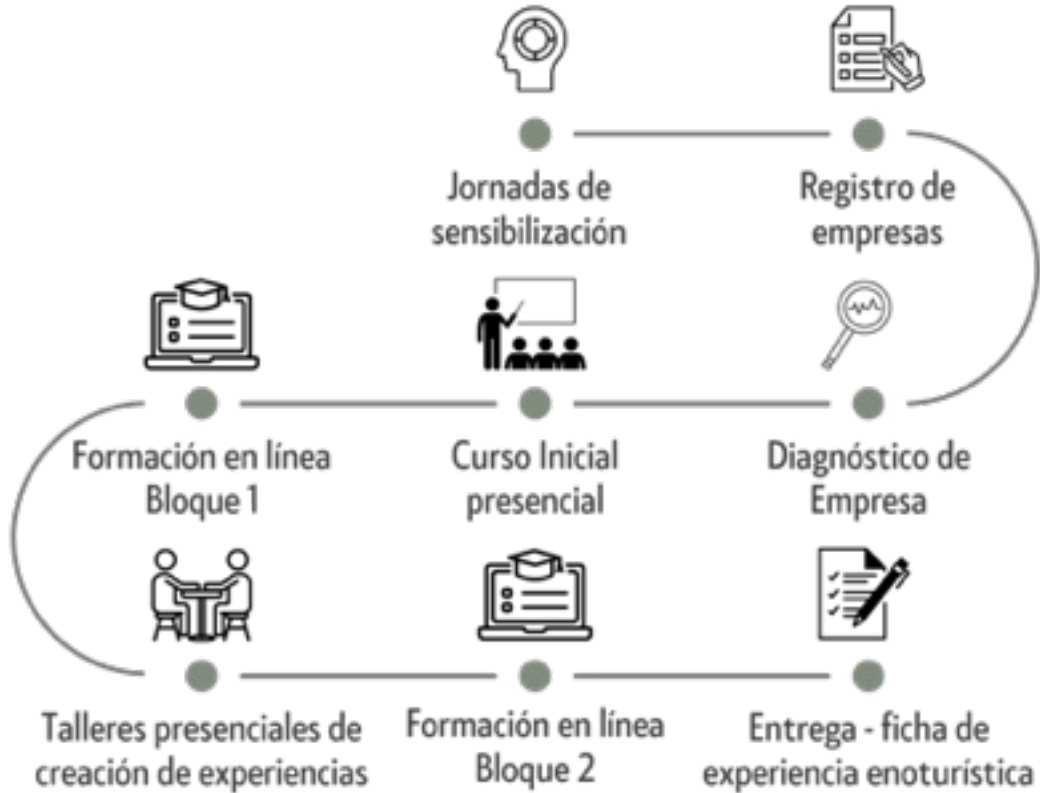 Jornadas de
sensibilización
Registro de
empresas
Formación en línea
Bloque 1
Curso Inicial
presencial
Diagnóstico de
Empresa
Talleres presenciales de
creación de experiencias
Formación en línea
Bloque 2
Entrega - ficha de
experiencia enoturística